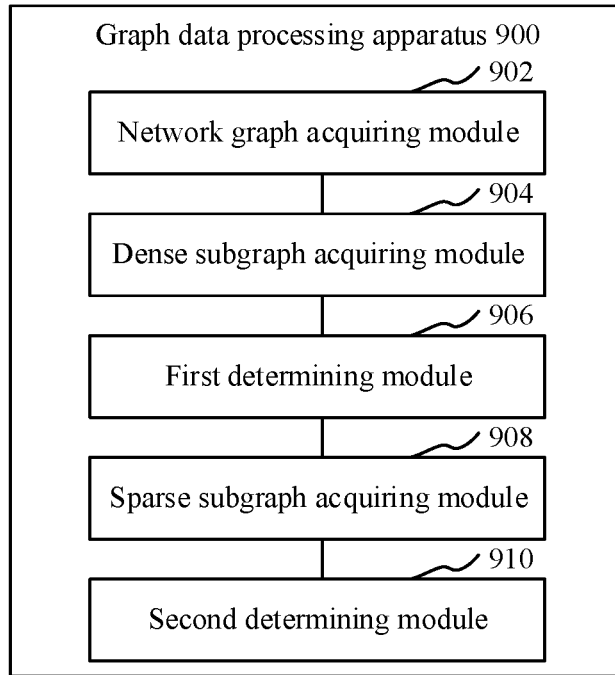 Graph data processing apparatus 900
902
Network graph acquiring module
904
Dense subgraph acquiring module
906
First determining module
908
Sparse subgraph acquiring module
910
Second determining module